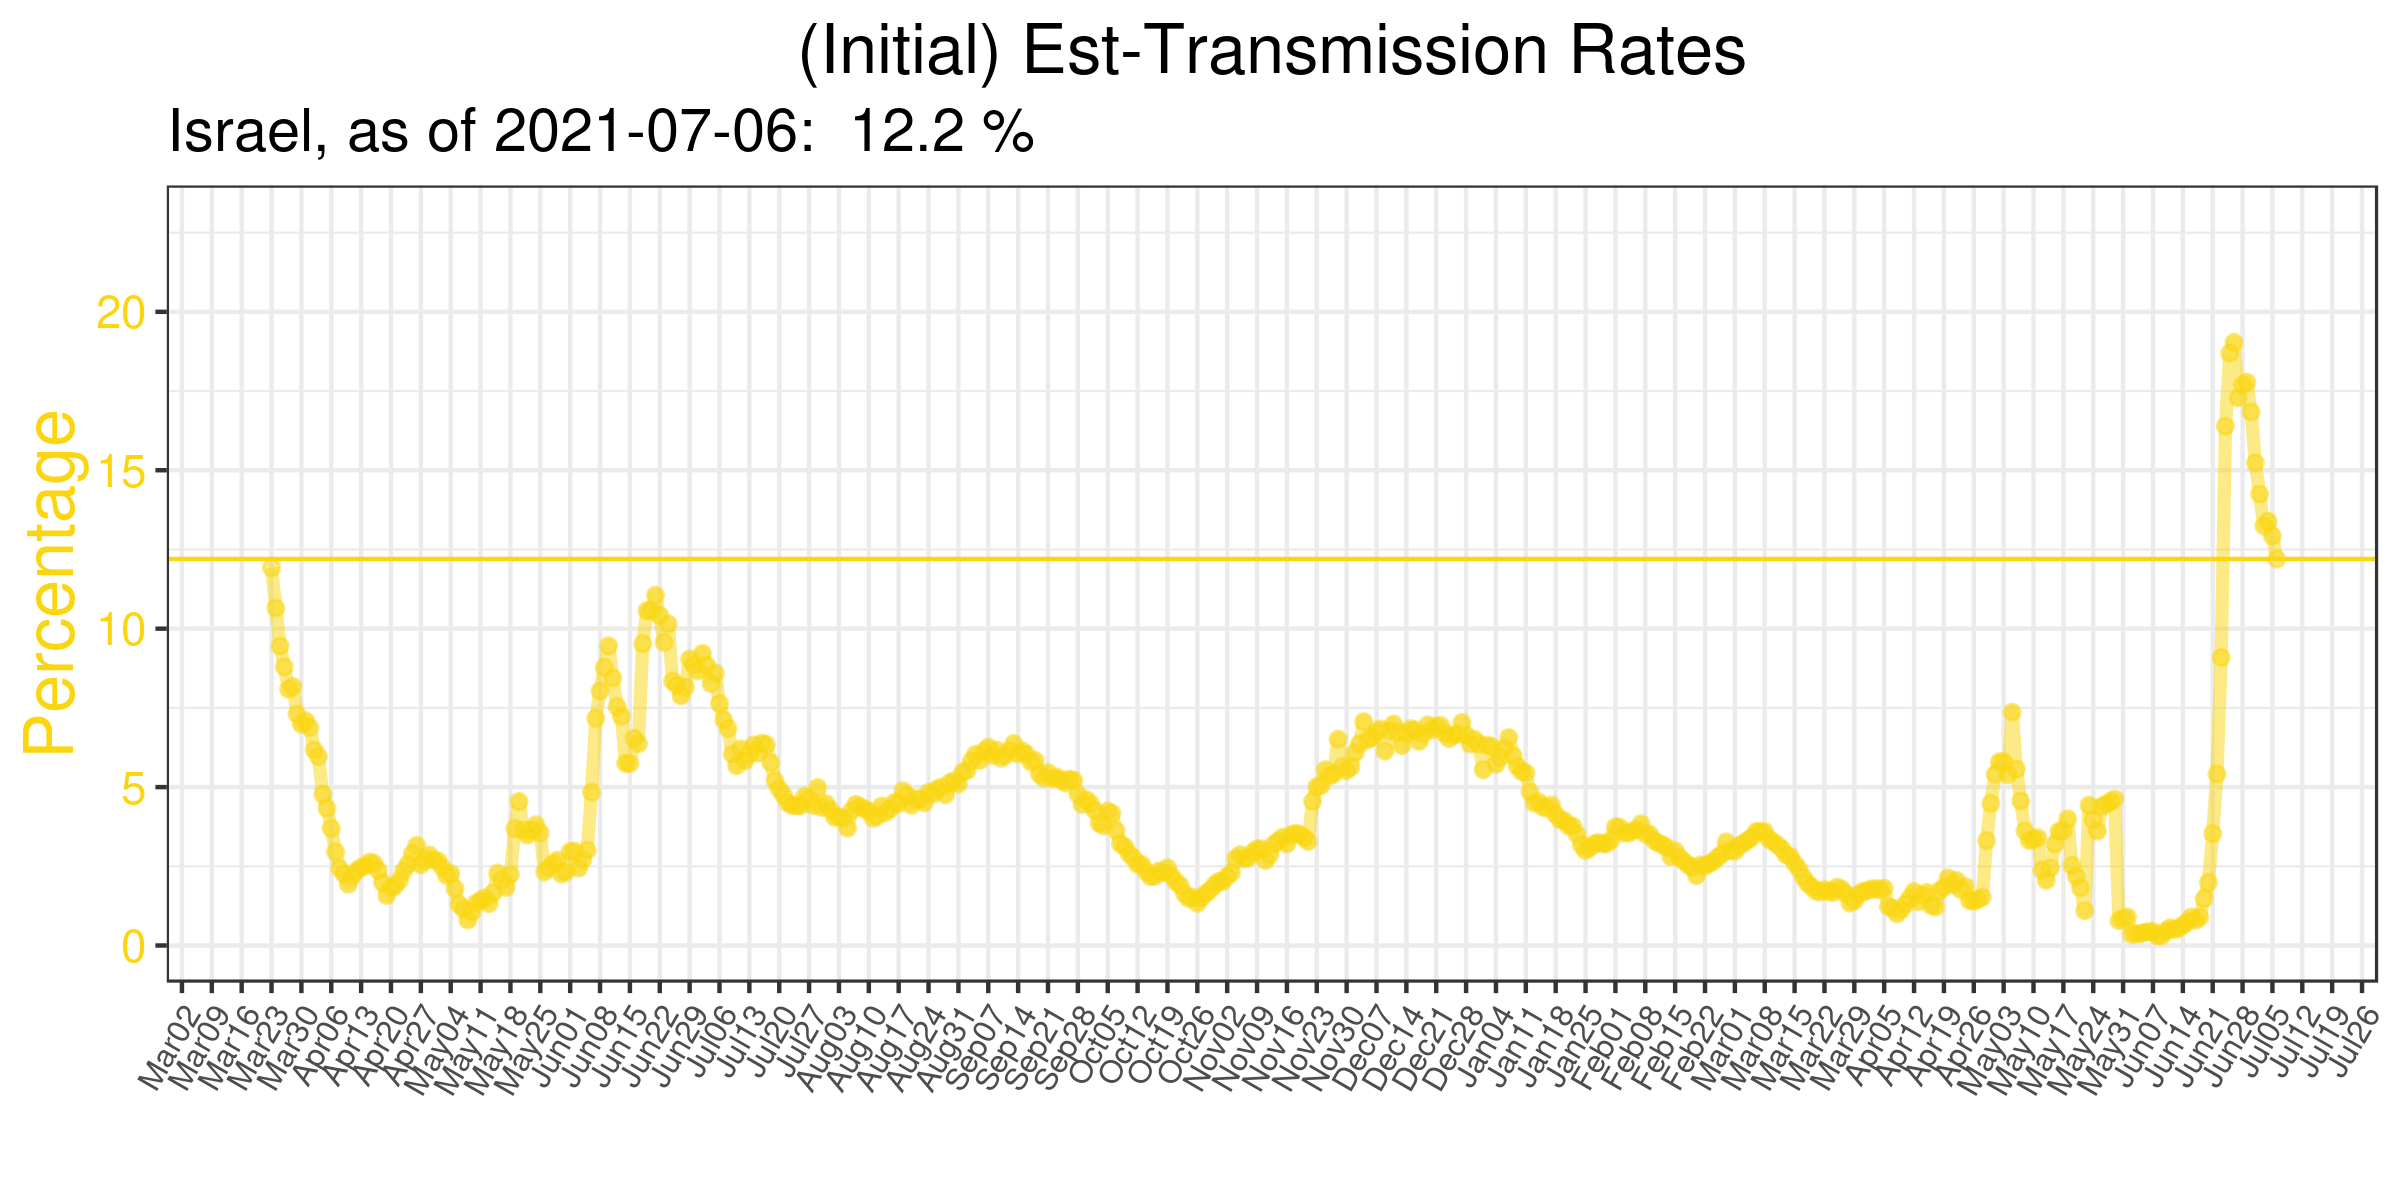 (Initial) Est-Transmission Rates
Israel, as of 2021-07-06:  12.2 %
Percentage
20
15
10
5
0
Mar02
Mar09
Mar16
Mar23
Mar30
Apr06
Apr13
Apr20
Apr27
May04
May11
May18
May25
Jun01
Jun08
Jun15
Jun22
Jun29
Jul06
Jul13
Jul20
Jul27
Aug03
Aug10
Aug17
Aug24
Aug31
Sep07
Sep14
Sep21
Sep28
Oct05
Oct12
Oct19
Oct26
Nov02
Nov09
Nov16
Nov23
Nov30
Dec07
Dec14
Dec21
Dec28
Jan04
Jan11
Jan18
Jan25
Feb01
Feb08
Feb15
Feb22
Mar01
Mar08
Mar15
Mar22
Mar29
Apr05
Apr12
Apr19
Apr26
May03
May10
May17
May24
May31
Jun07
Jun14
Jun21
Jun28
Jul05
Jul12
Jul19
Jul26